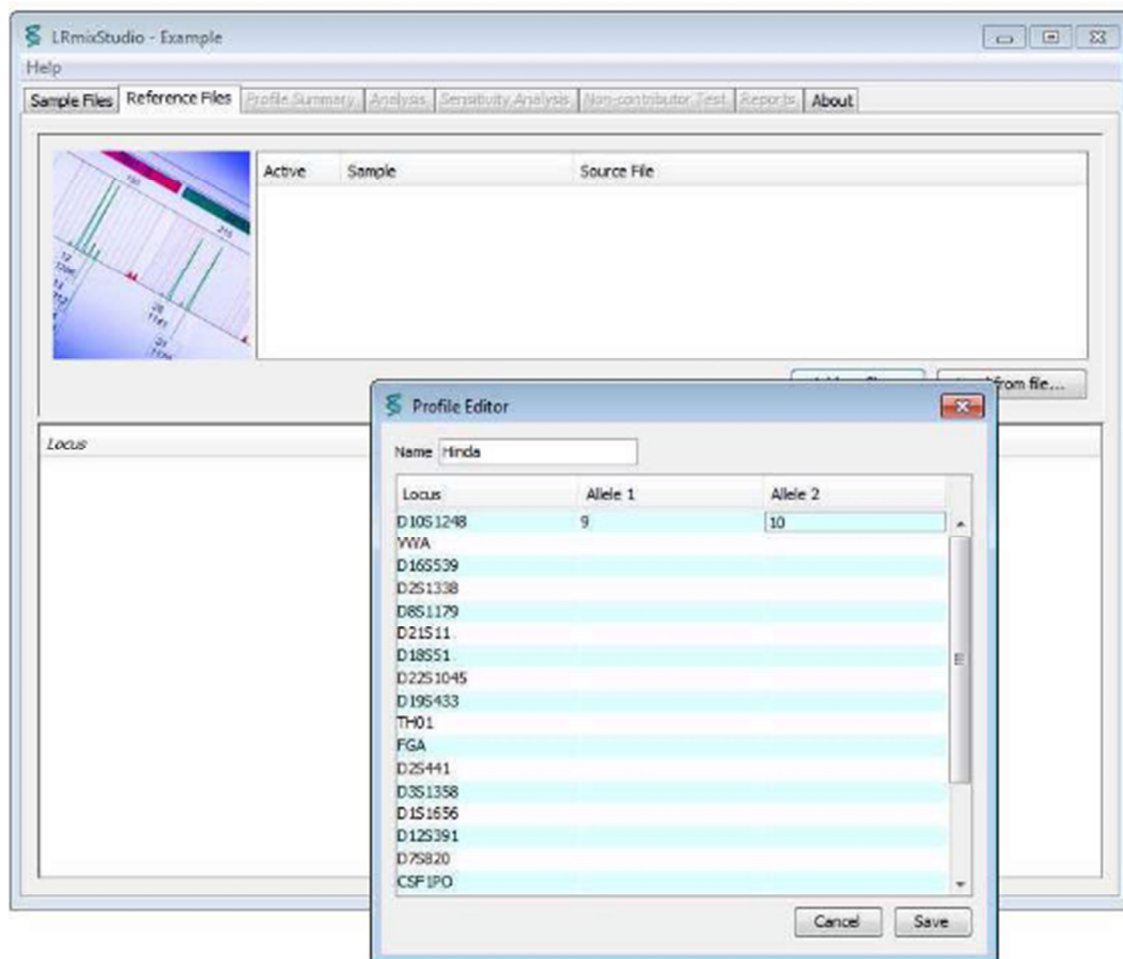 LRmixStudio - Example
Help
Sample Files Reference Files Profile Summary Analysis Sensitivity Analysis Non-contributor Test Reports About
Active Sample Source File
from file...
Locus
Profile Editor
Name Hinda
Locus Allele 1 Allele 2
D10S1248 9 10
VWA
D16S539
D2S1338
D8S1179
D21S11
D18S51
D22S1045
D19S433
TH01
FGA
D2S441
D3S1358
D1S1656
D12S391
D7S820
CSF1PO
Cancel Save